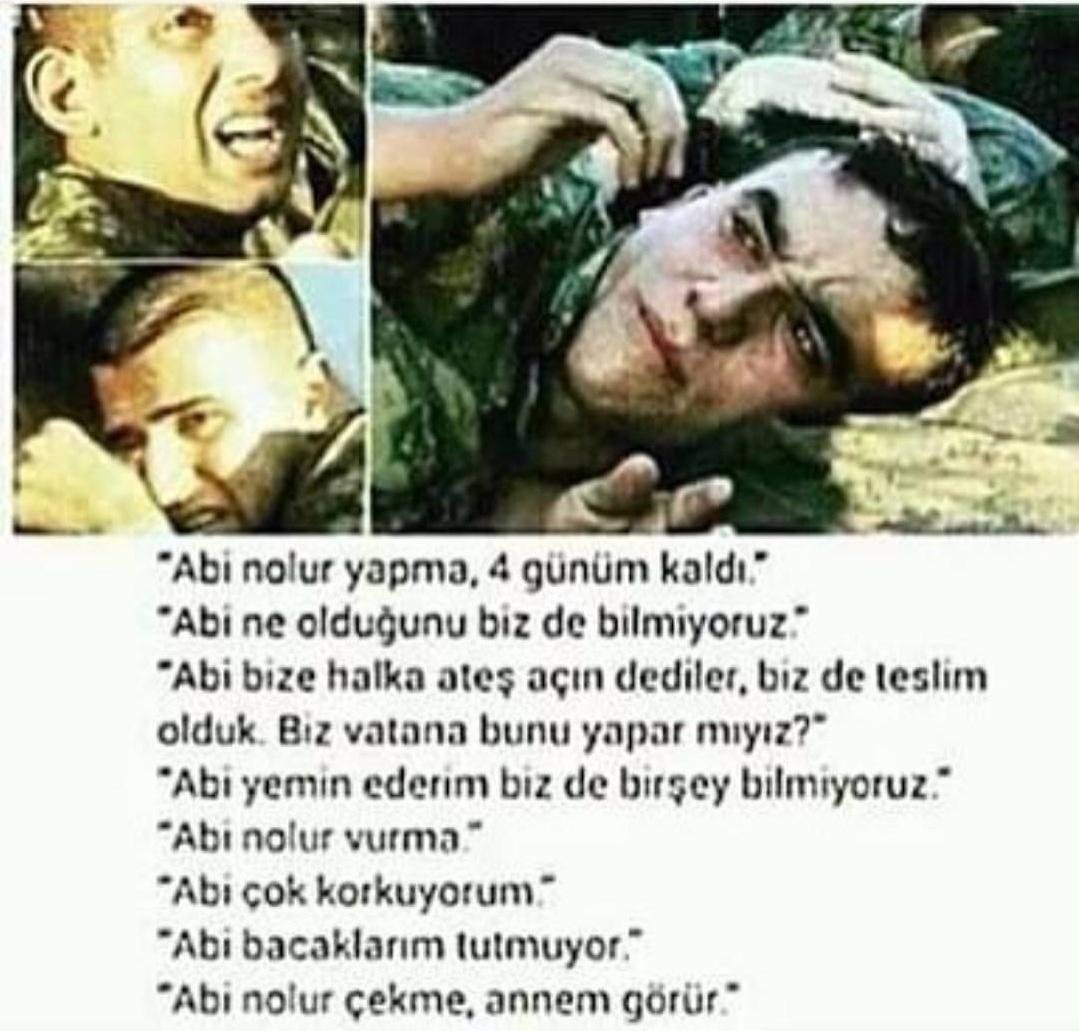 "Abi nolur yapma, 4 günüm kaldı."
"Abi ne olduğunu biz de bilmiyoruz."
"Abi bize halka ateş açın dediler, biz de teslim
olduk. Biz vatana bunu yapar mıyız?"
"Abi yemin ederim biz de birşey bilmiyoruz."
"Abi nolur vurma."
"Abi çok korkuyorum."
"Abi bacaklarım tutmuyor."
"Abi nolur çekme, annem görür."